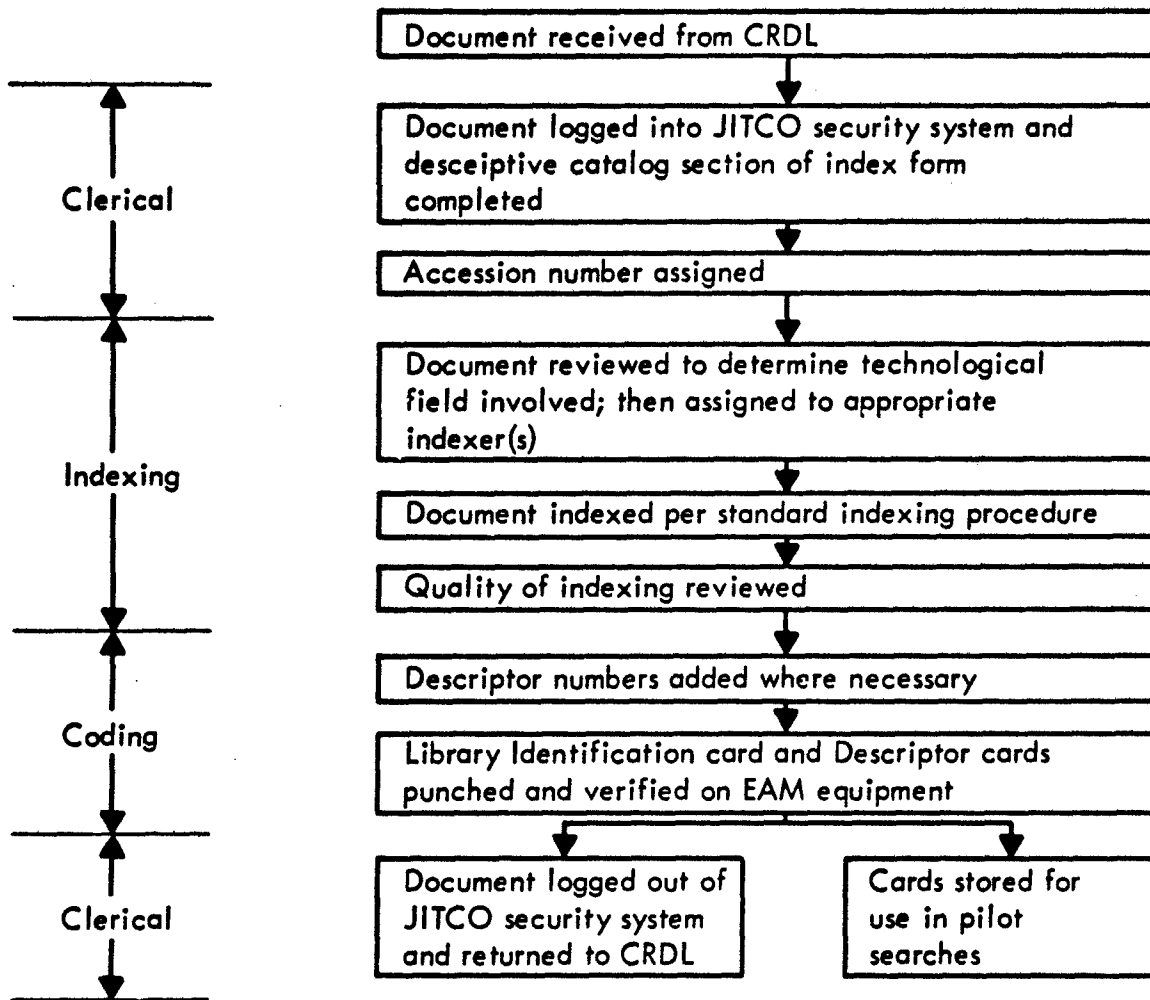 Document received from CRDL
Document logged into JITCO security system and
desceiptive catalog section of index form
completed
Clerical
Accession number assigned
Document reviewed to determine technological
field involved; then assigned to appropriate
indexer(s)
Indexing
Document indexed per standard indexing procedure
Quality of indexing reviewed
Descriptor numbers added where necessary
Coding
Library Identification card and Descriptor cards
punched and verified on EAM equipment
Document logged out of
JITCO security system
and returned to CRDL
Cards stored for
use in pilot
searches
Clerical